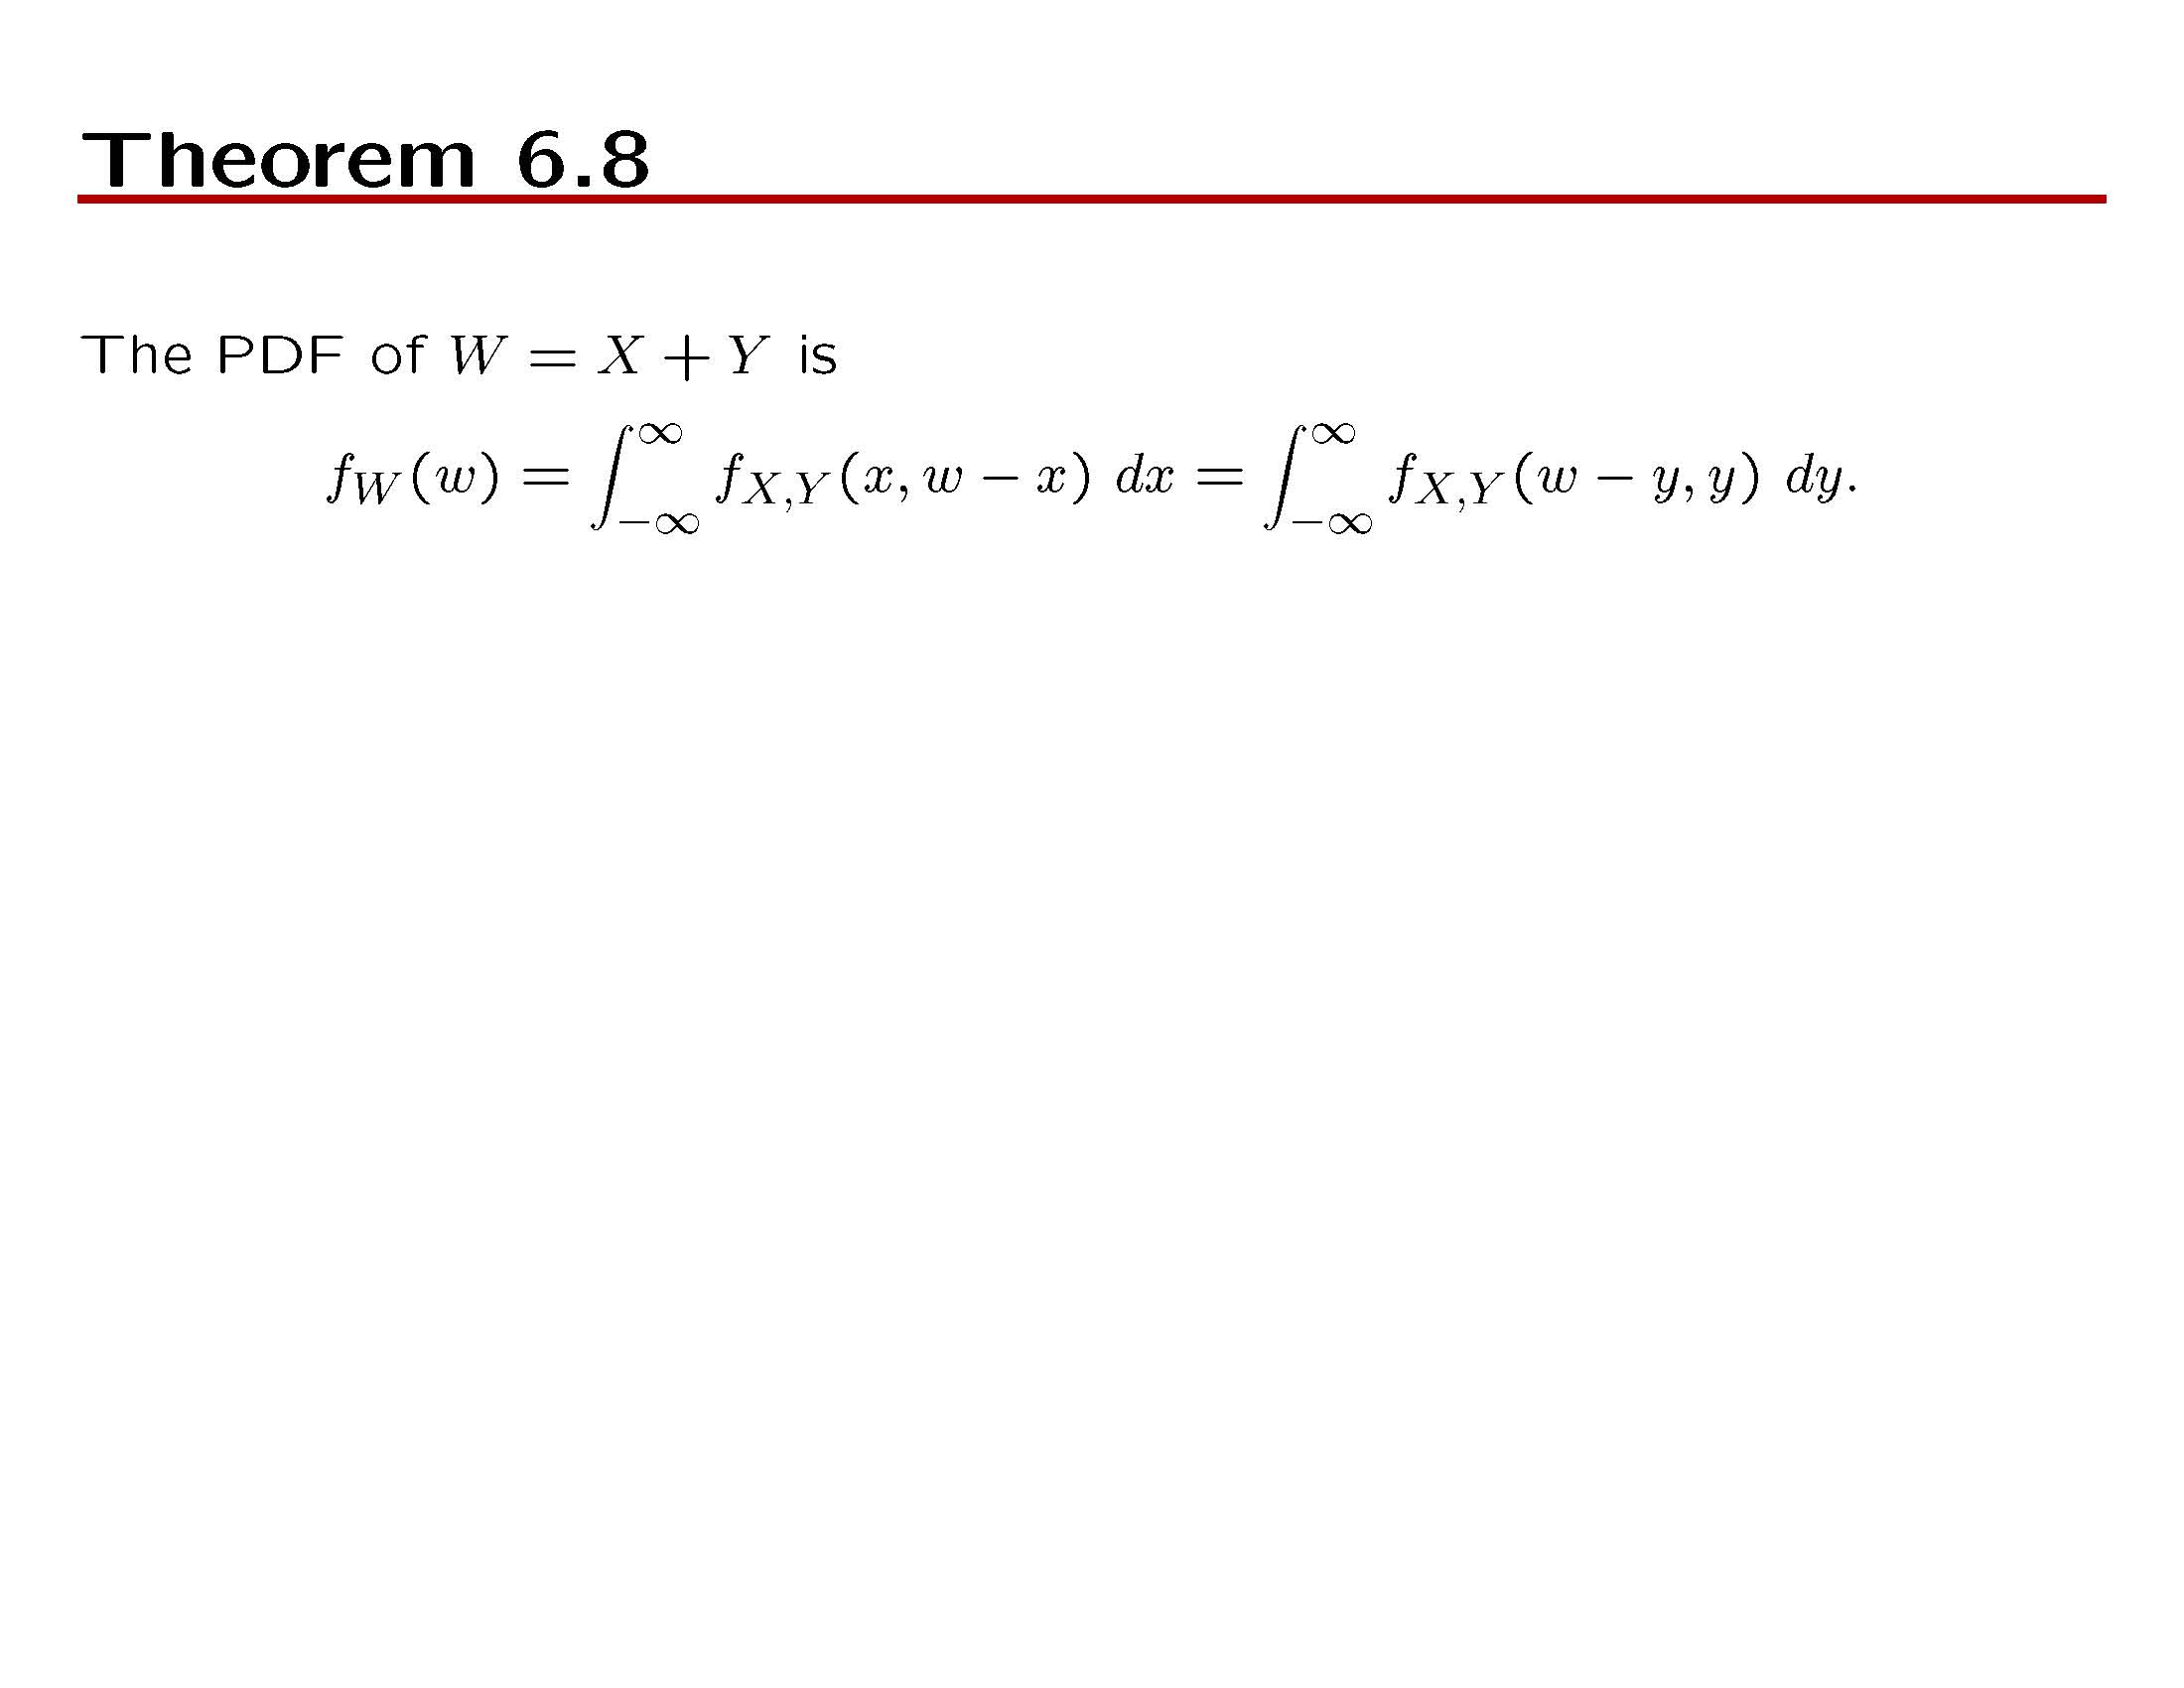 Theorem 6.8
The PDF of W = X + Y is
f_W(w) = ∫_{−∞}^{∞} f_{X,Y}(x, w − x) dx = ∫_{−∞}^{∞} f_{X,Y}(w − y, y) dy.